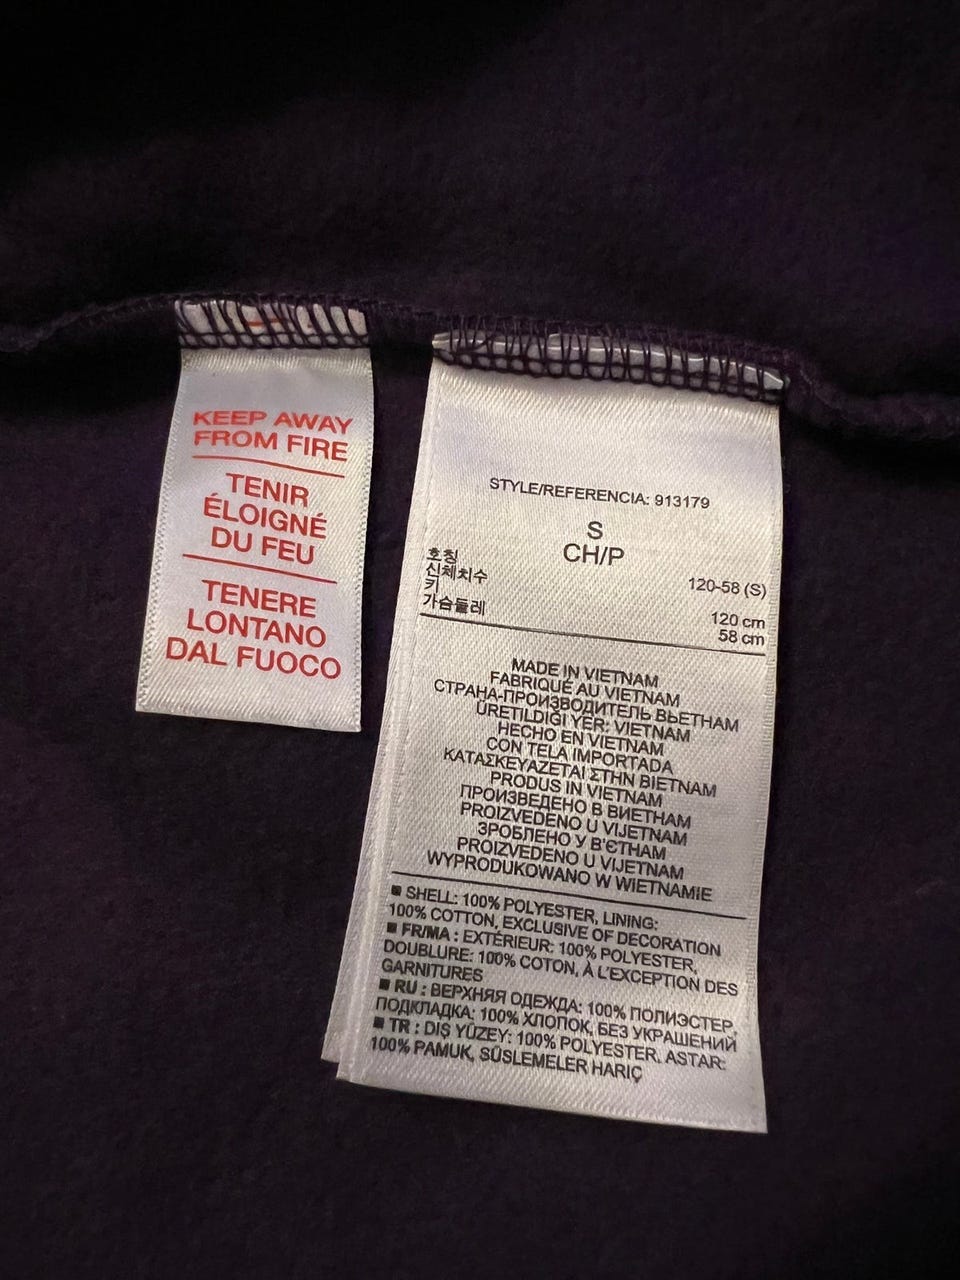 KEEP AWAY
FROM FIRE
TENIR
ÉLOIGNÉ
DU FEU
TENERE
LONTANO
DAL FUOCO
STYLE/REFERENCIA: 913179
S
CH/P
호칭 120-58 (S)
신체치수
키 120 cm
가슴둘레 58 cm
MADE IN VIETNAM
FABRIQUÉ AU VIETNAM
СТРАНА-ПРОИЗВОДИТЕЛЬ ВЬЕТНАМ
ÜRETILDIĞI YER: VIETNAM
HECHO EN VIETNAM
CON TELA IMPORTADA
ΚΑΤΑΣΚΕΥΑΖΕΤΑΙ ΣΤΗΝ ΒΙΕΤΝΑΜ
PRODUS IN VIETNAM
ПРОИЗВЕДЕНО В ВИЕТНАМ
PROIZVEDENO U VIJETNAM
ЗРОБЛЕНО У В'ЄТНАМ
PROIZVEDENO U VIJETNAM
WYPRODUKOWANO W WIETNAMIE
■ SHELL: 100% POLYESTER, LINING:
100% COTTON, EXCLUSIVE OF DECORATION
■ FR/MA : EXTÉRIEUR: 100% POLYESTER,
DOUBLURE: 100% COTON, À L'EXCEPTION DES
GARNITURES
■ RU : ВЕРХНЯЯ ОДЕЖДА: 100% ПОЛИЭСТЕР,
ПОДКЛАДКА: 100% ХЛОПОК, БЕЗ УКРАШЕНИЙ
■ TR : DIŞ YÜZEY: 100% POLYESTER, ASTAR:
100% PAMUK, SÜSLEMELER HARIÇ